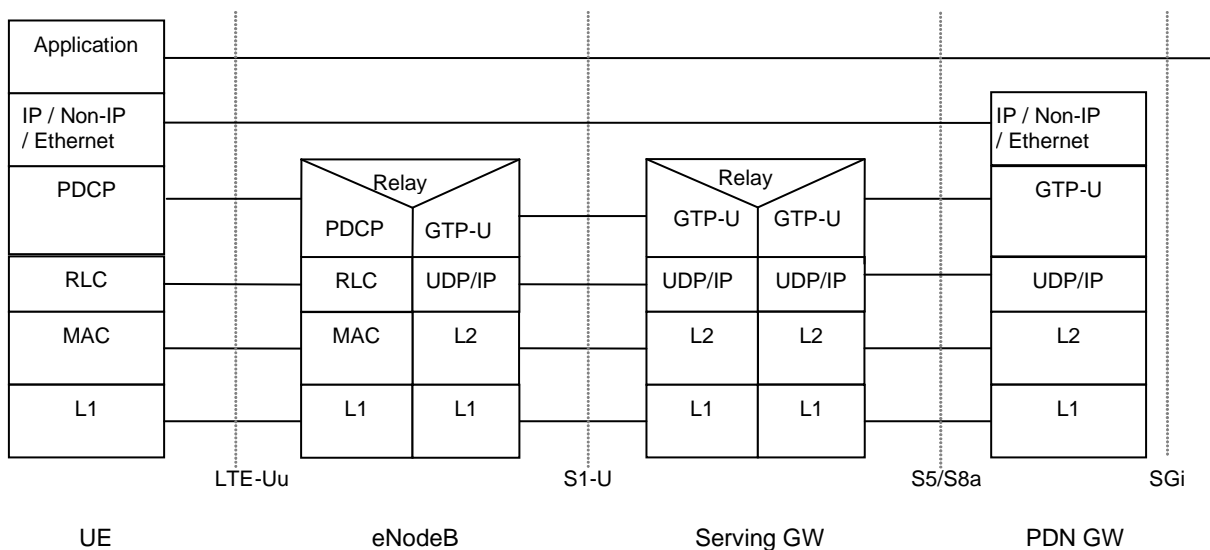 Application
IP / Non-IP
/ Ethernet
IP / Non-IP
/ Ethernet
PDCP
Relay
PDCP
GTP-U
Relay
GTP-U
GTP-U
GTP-U
RLC
RLC
UDP/IP
UDP/IP
UDP/IP
UDP/IP
MAC
MAC
L2
L2
L2
L2
L1
L1
L1
L1
L1
L1
LTE-Uu
S1-U
S5/S8a
SGi
UE
eNodeB
Serving GW
PDN GW